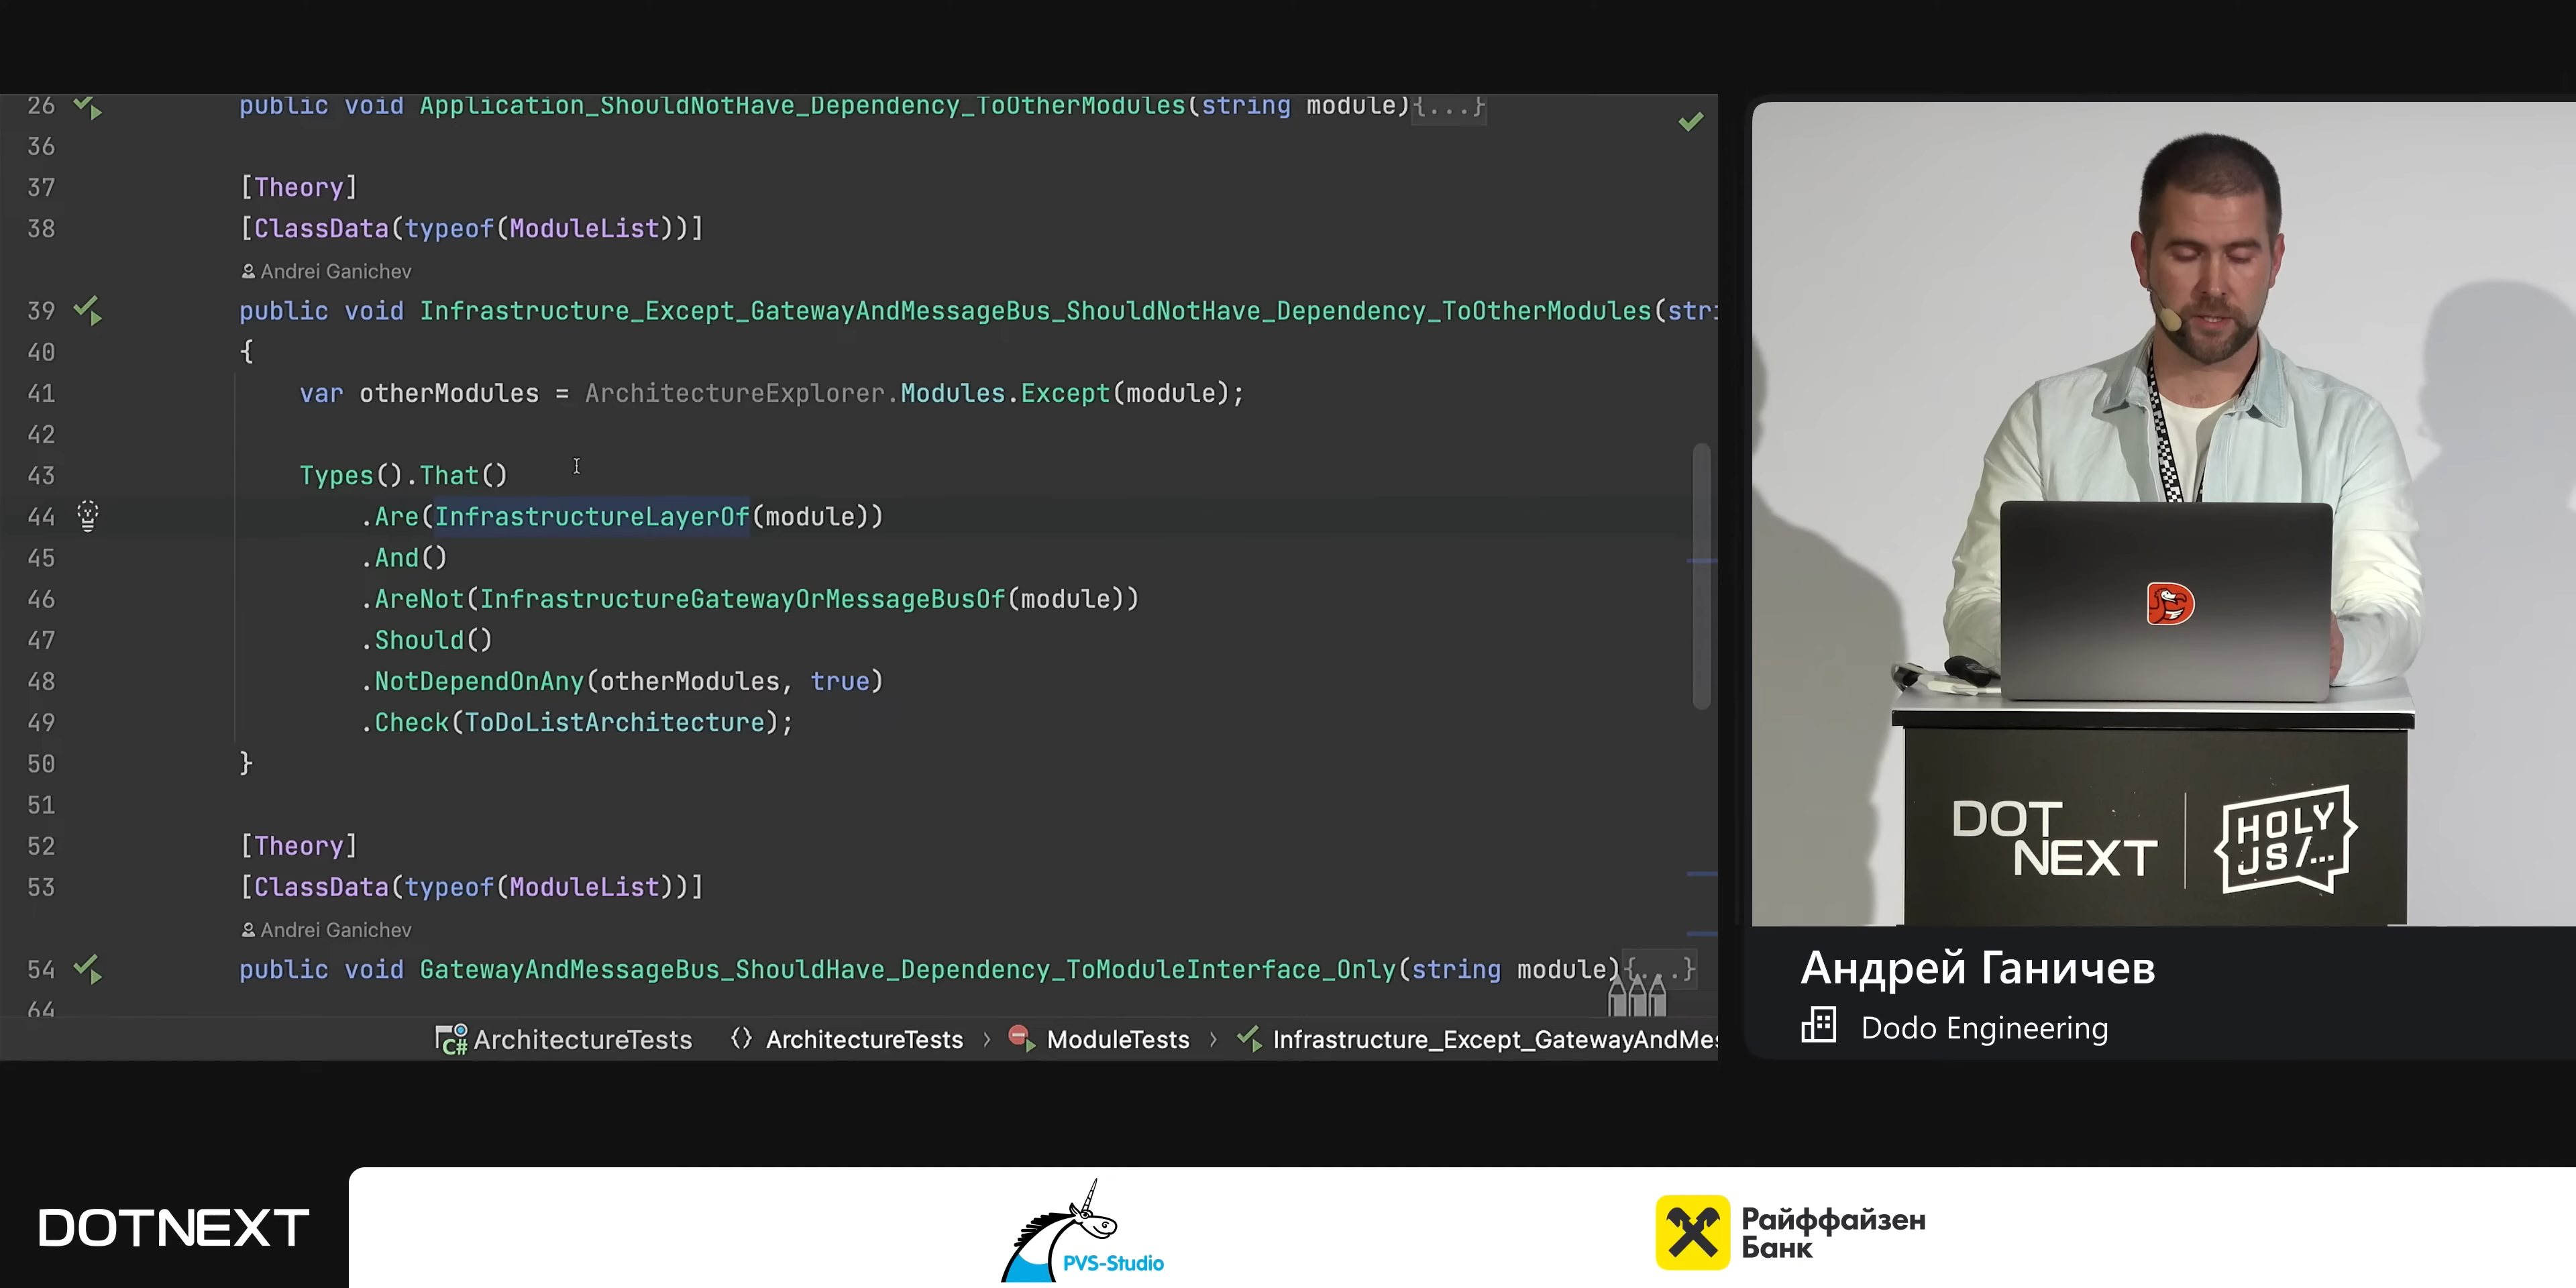 26 public void Application_ShouldNotHave_Dependency_ToOtherModules(string module){...}
36
37 [Theory]
38 [ClassData(typeof(ModuleList))]
Andrei Ganichev
39 public void Infrastructure_Except_GatewayAndMessageBus_ShouldNotHave_Dependency_ToOtherModules(stri
40 {
41 var otherModules = ArchitectureExplorer.Modules.Except(module);
42
43 Types().That()
44 .Are(InfrastructureLayerOf(module))
45 .And()
46 .AreNot(InfrastructureGatewayOrMessageBusOf(module))
47 .Should()
48 .NotDependOnAny(otherModules, true)
49 .Check(ToDoListArchitecture);
50 }
51
52 [Theory]
53 [ClassData(typeof(ModuleList))]
Andrei Ganichev
54 public void GatewayAndMessageBus_ShouldHave_Dependency_ToModuleInterface_Only(string module){...}
64
C# ArchitectureTests {} ArchitectureTests > ModuleTests > Infrastructure_Except_GatewayAndMes
D
DOT
NEXT
HOLY
JS/...
Андрей Ганичев
Dodo Engineering
DOTNEXT
PVS-Studio
Райффайзен
Банк